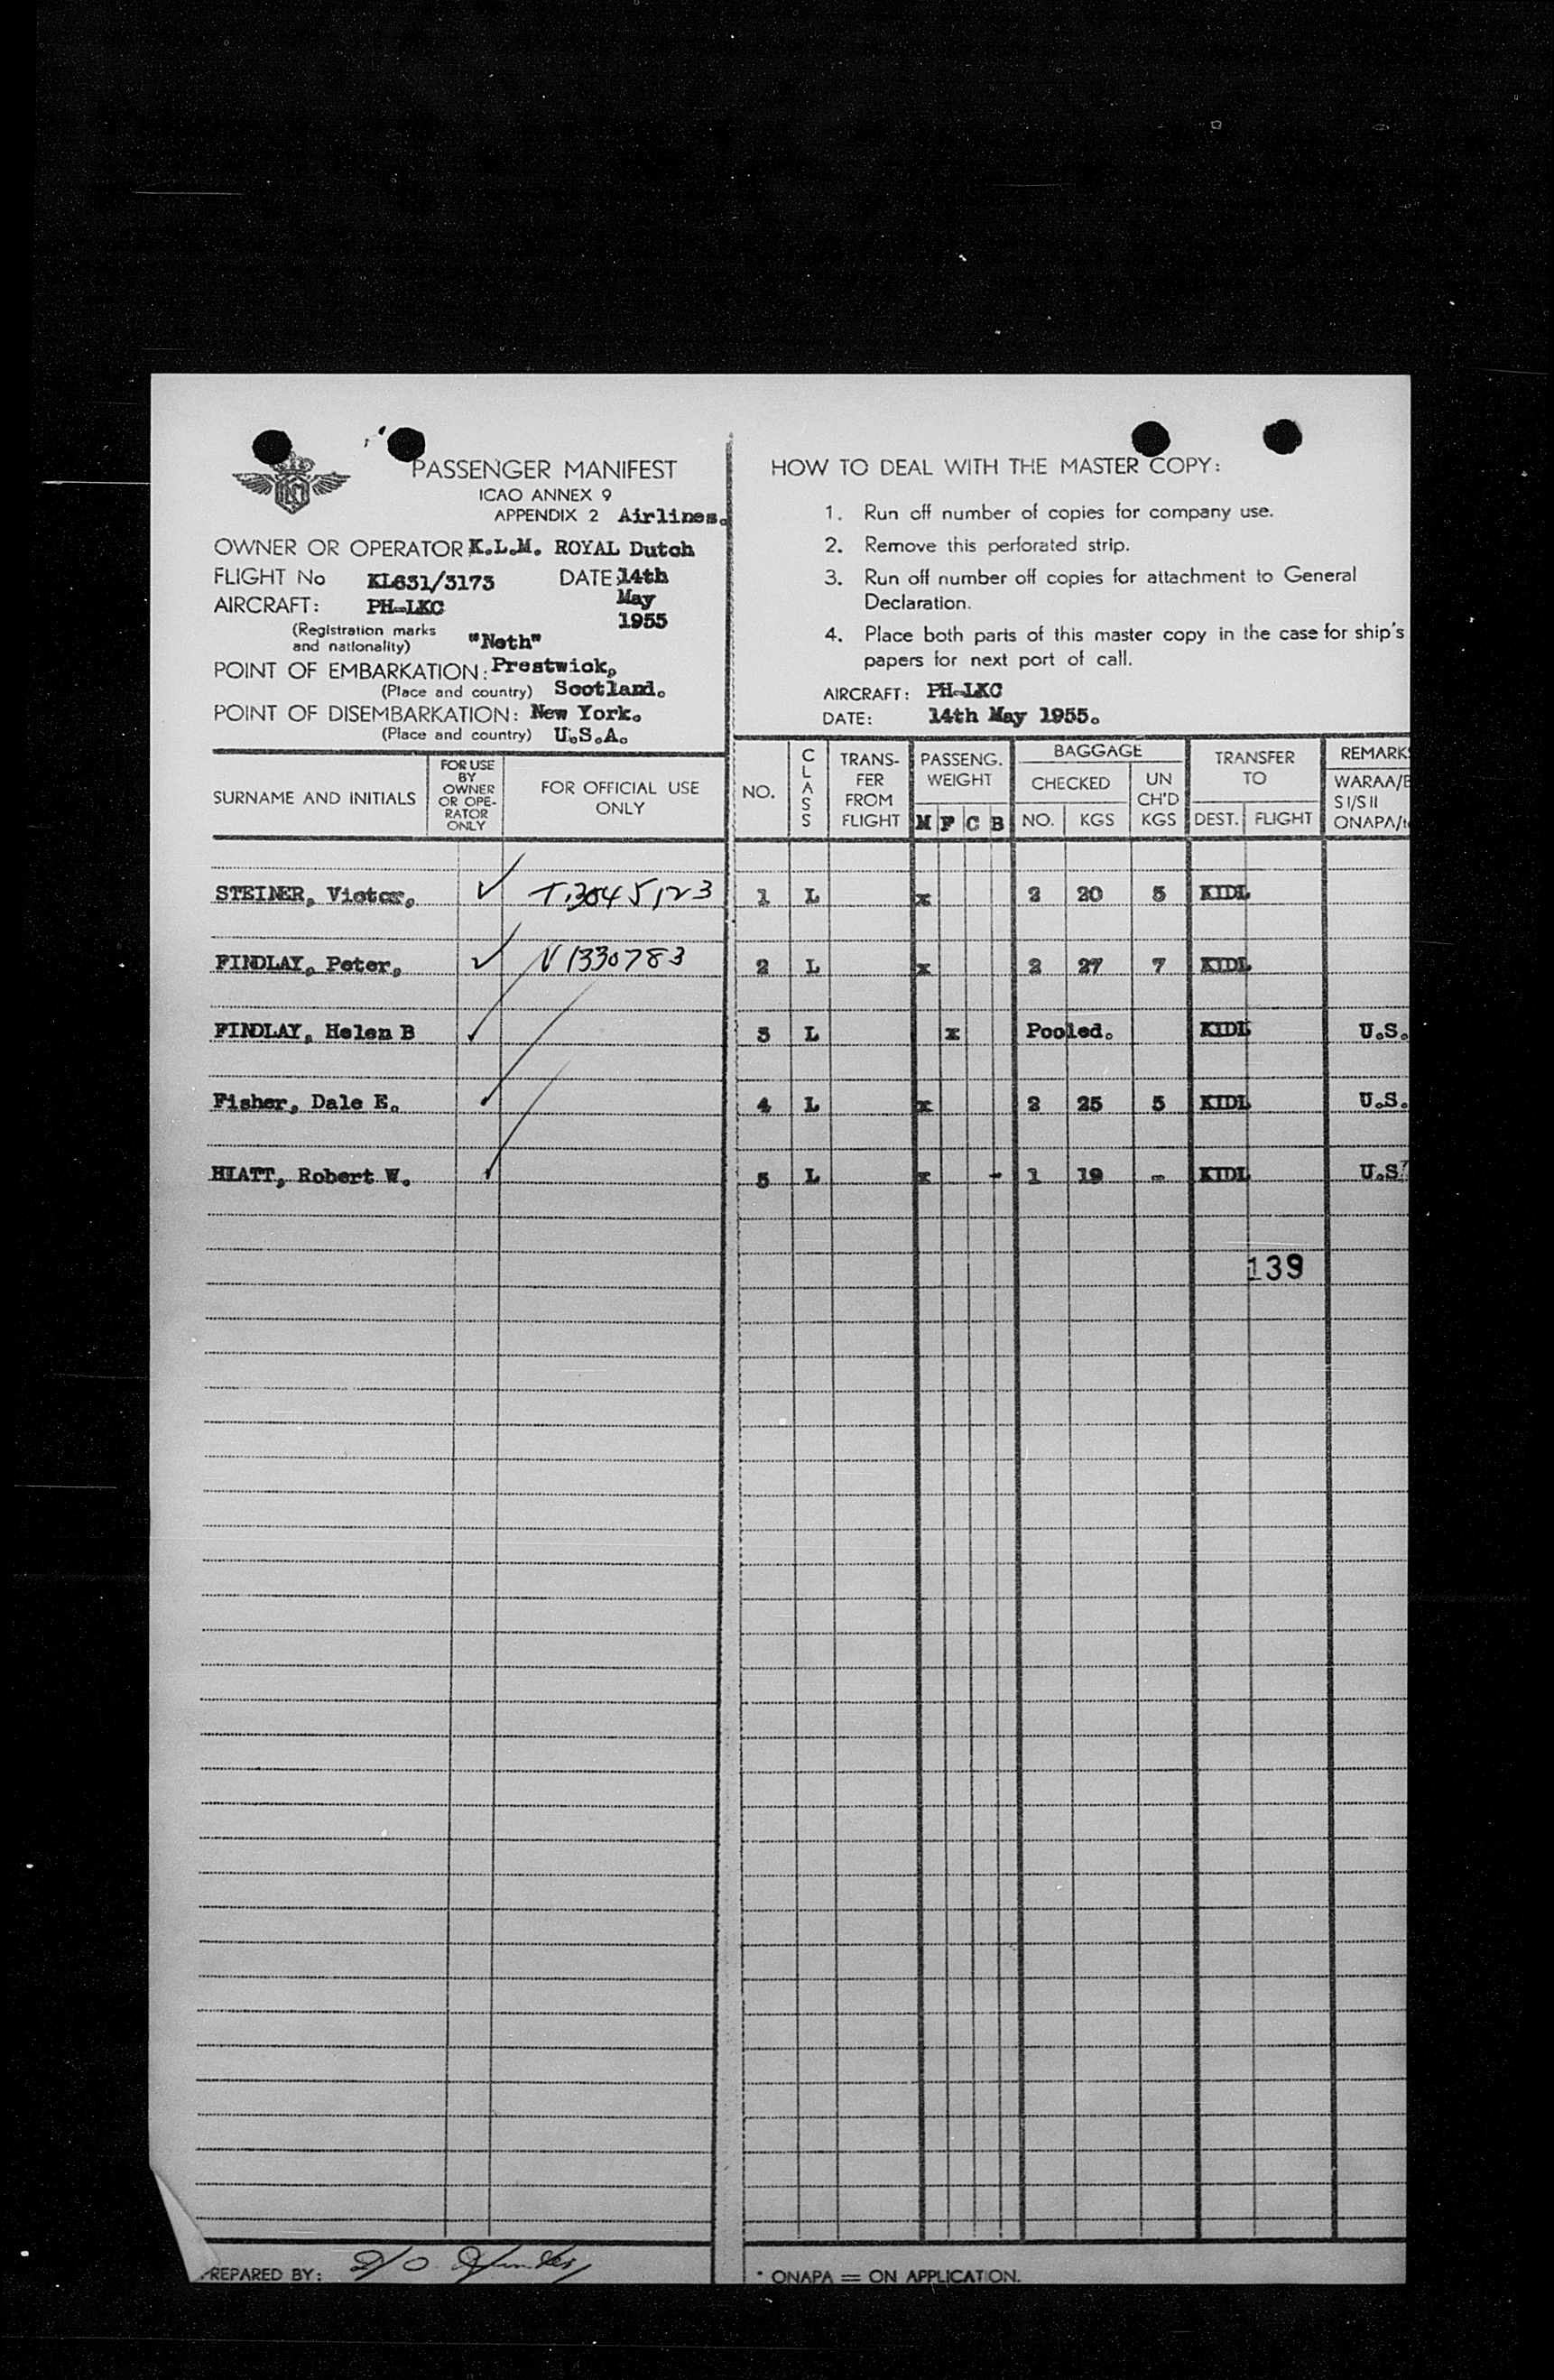 PASSENGER MANIFEST
ICAO ANNEX 9
APPENDIX 2 Airlines.
OWNER OR OPERATOR K.L.M. ROYAL Dutch
FLIGHT No KL631/3173 DATE: 14th
May
1955
AIRCRAFT: PH-LKC
(Registration marks
and nationality) "Neth"
POINT OF EMBARKATION: Prestwick,
(Place and country) Scotland.
POINT OF DISEMBARKATION: New York.
(Place and country) U.S.A.
HOW TO DEAL WITH THE MASTER COPY:
1. Run off number of copies for company use.
2. Remove this perforated strip.
3. Run off number off copies for attachment to General
Declaration.
4. Place both parts of this master copy in the case for ship's
papers for next port of call.
AIRCRAFT: PH-LKC
DATE: 14th May 1955.
SURNAME AND INITIALS
FOR USE
BY
OWNER
OR OPE-
RATOR
ONLY
FOR OFFICIAL USE
ONLY
NO.
CLASS
TRANS-
FER
FROM
FLIGHT
PASSENG.
WEIGHT
M F C B
BAGGAGE
CHECKED
NO. KGS
UN
CH'D
KGS
TRANSFER
TO
DEST. FLIGHT
REMARKS
WARAA/B
SI/SII
ONAPA/
STEINER, Victor. ✓ T.3045123 1 L x 2 20 5 KIDL
FINDLAY, Peter. ✓ V1330783 2 L x 2 27 7 KIDL
FINDLAY, Helen B ✓ 3 L x Pooled. KIDL U.S.
Fisher, Dale E. ✓ 4 L x 2 25 5 KIDL U.S.
HIATT, Robert W. ✓ 5 L x - 1 19 - KIDL U.S.
139
PREPARED BY:
* ONAPA = ON APPLICATION.